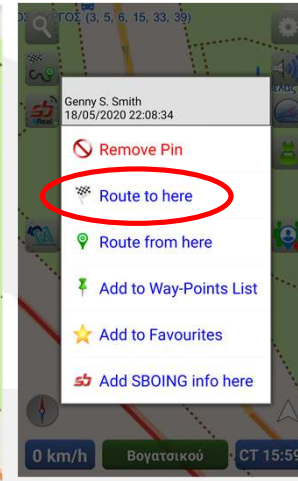 ΓΟΣ (3, 5, 6, 15, 33, 39)
Genny S. Smith
18/05/2020 22:08:34
Remove Pin
Route to here
Route from here
Add to Way-Points List
Add to Favourites
sb Add SBOING info here
0 km/h
Βογατσικού
CT 15:59